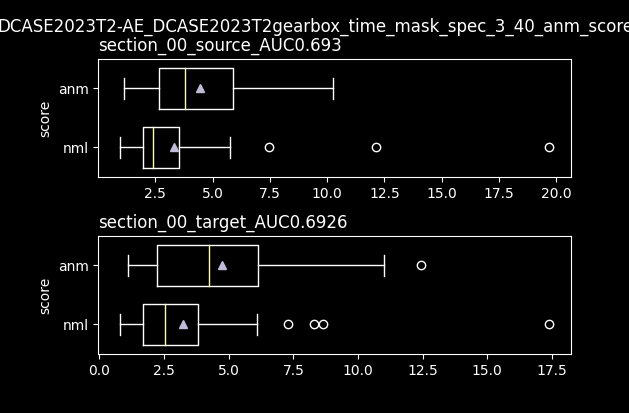 DCASE2023T2-AE_DCASE2023T2gearbox_time_mask_spec_3_40_anm_score
section_00_source_AUC0.693
anm
score
nml
2.5 5.0 7.5 10.0 12.5 15.0 17.5 20.0
section_00_target_AUC0.6926
anm
score
nml
0.0 2.5 5.0 7.5 10.0 12.5 15.0 17.5